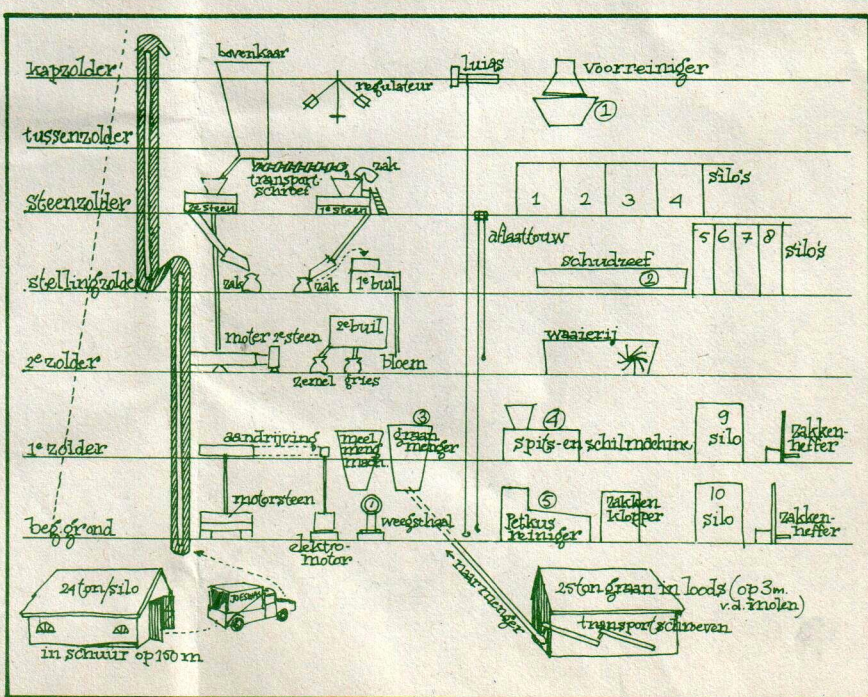 bovenkaar
kapzolder
regulateur
luias
voorreiniger
1
tussenzolder
transport-
schroef
zak
steenzolder
2e steen
1e steen
1 2 3 4 silo's
aflaattouw
5 6 7 8 silo's
schudzeef
2
stellingzolder
zak
zak
1e buil
2e zolder
moter 2e steen
2e buil
zemel gries
bloem
waaierij
1e zolder
aandrijving
meel
meng
mach.
3
graan
menger
4
spits-en schilmachine
9
silo
zakken-
heffer
beg.grond
motorsteen
elektro-
motor
weegschaal
5
Petkus
reiniger
zakken
klopper
10
silo
zakken-
heffer
24 ton/silo
in schuur op 160 m
naar menger
25 ton graan in loods (op 3m.
v.d. molen)
transportschroeven